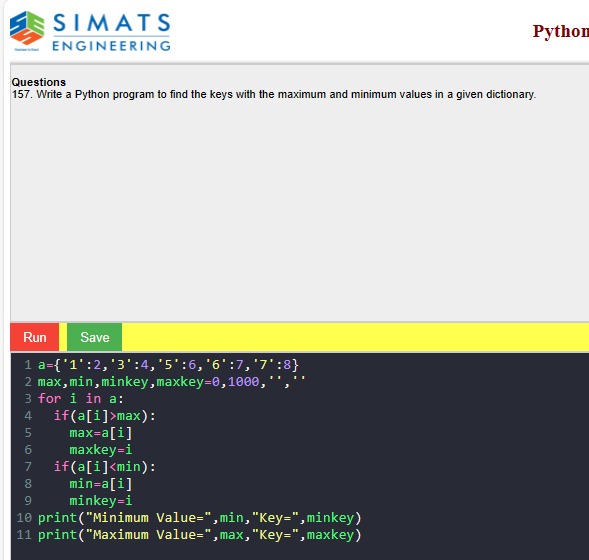 SIMATS
ENGINEERING
Python
Questions
157. Write a Python program to find the keys with the maximum and minimum values in a given dictionary.
Run Save
1 a={'1':2,'3':4,'5':6,'6':7,'7':8}
2 max,min,minkey,maxkey=0,1000,'',''
3 for i in a:
4   if(a[i]>max):
5     max=a[i]
6     maxkey=i
7   if(a[i]<min):
8     min=a[i]
9     minkey=i
10 print("Minimum Value=",min,"Key=",minkey)
11 print("Maximum Value=",max,"Key=",maxkey)